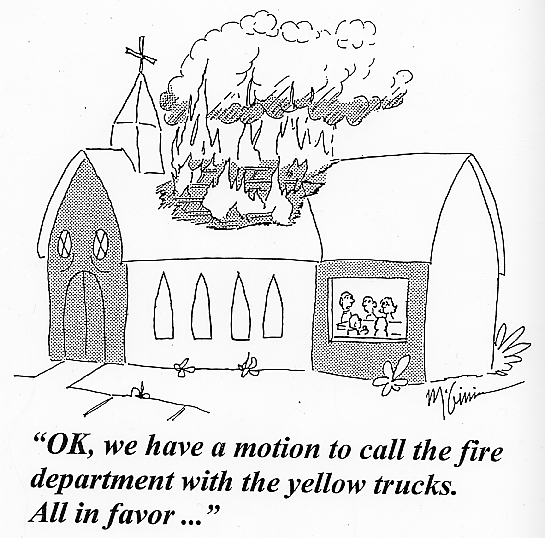 “OK, we have a motion to call the fire
department with the yellow trucks.
All in favor ...”